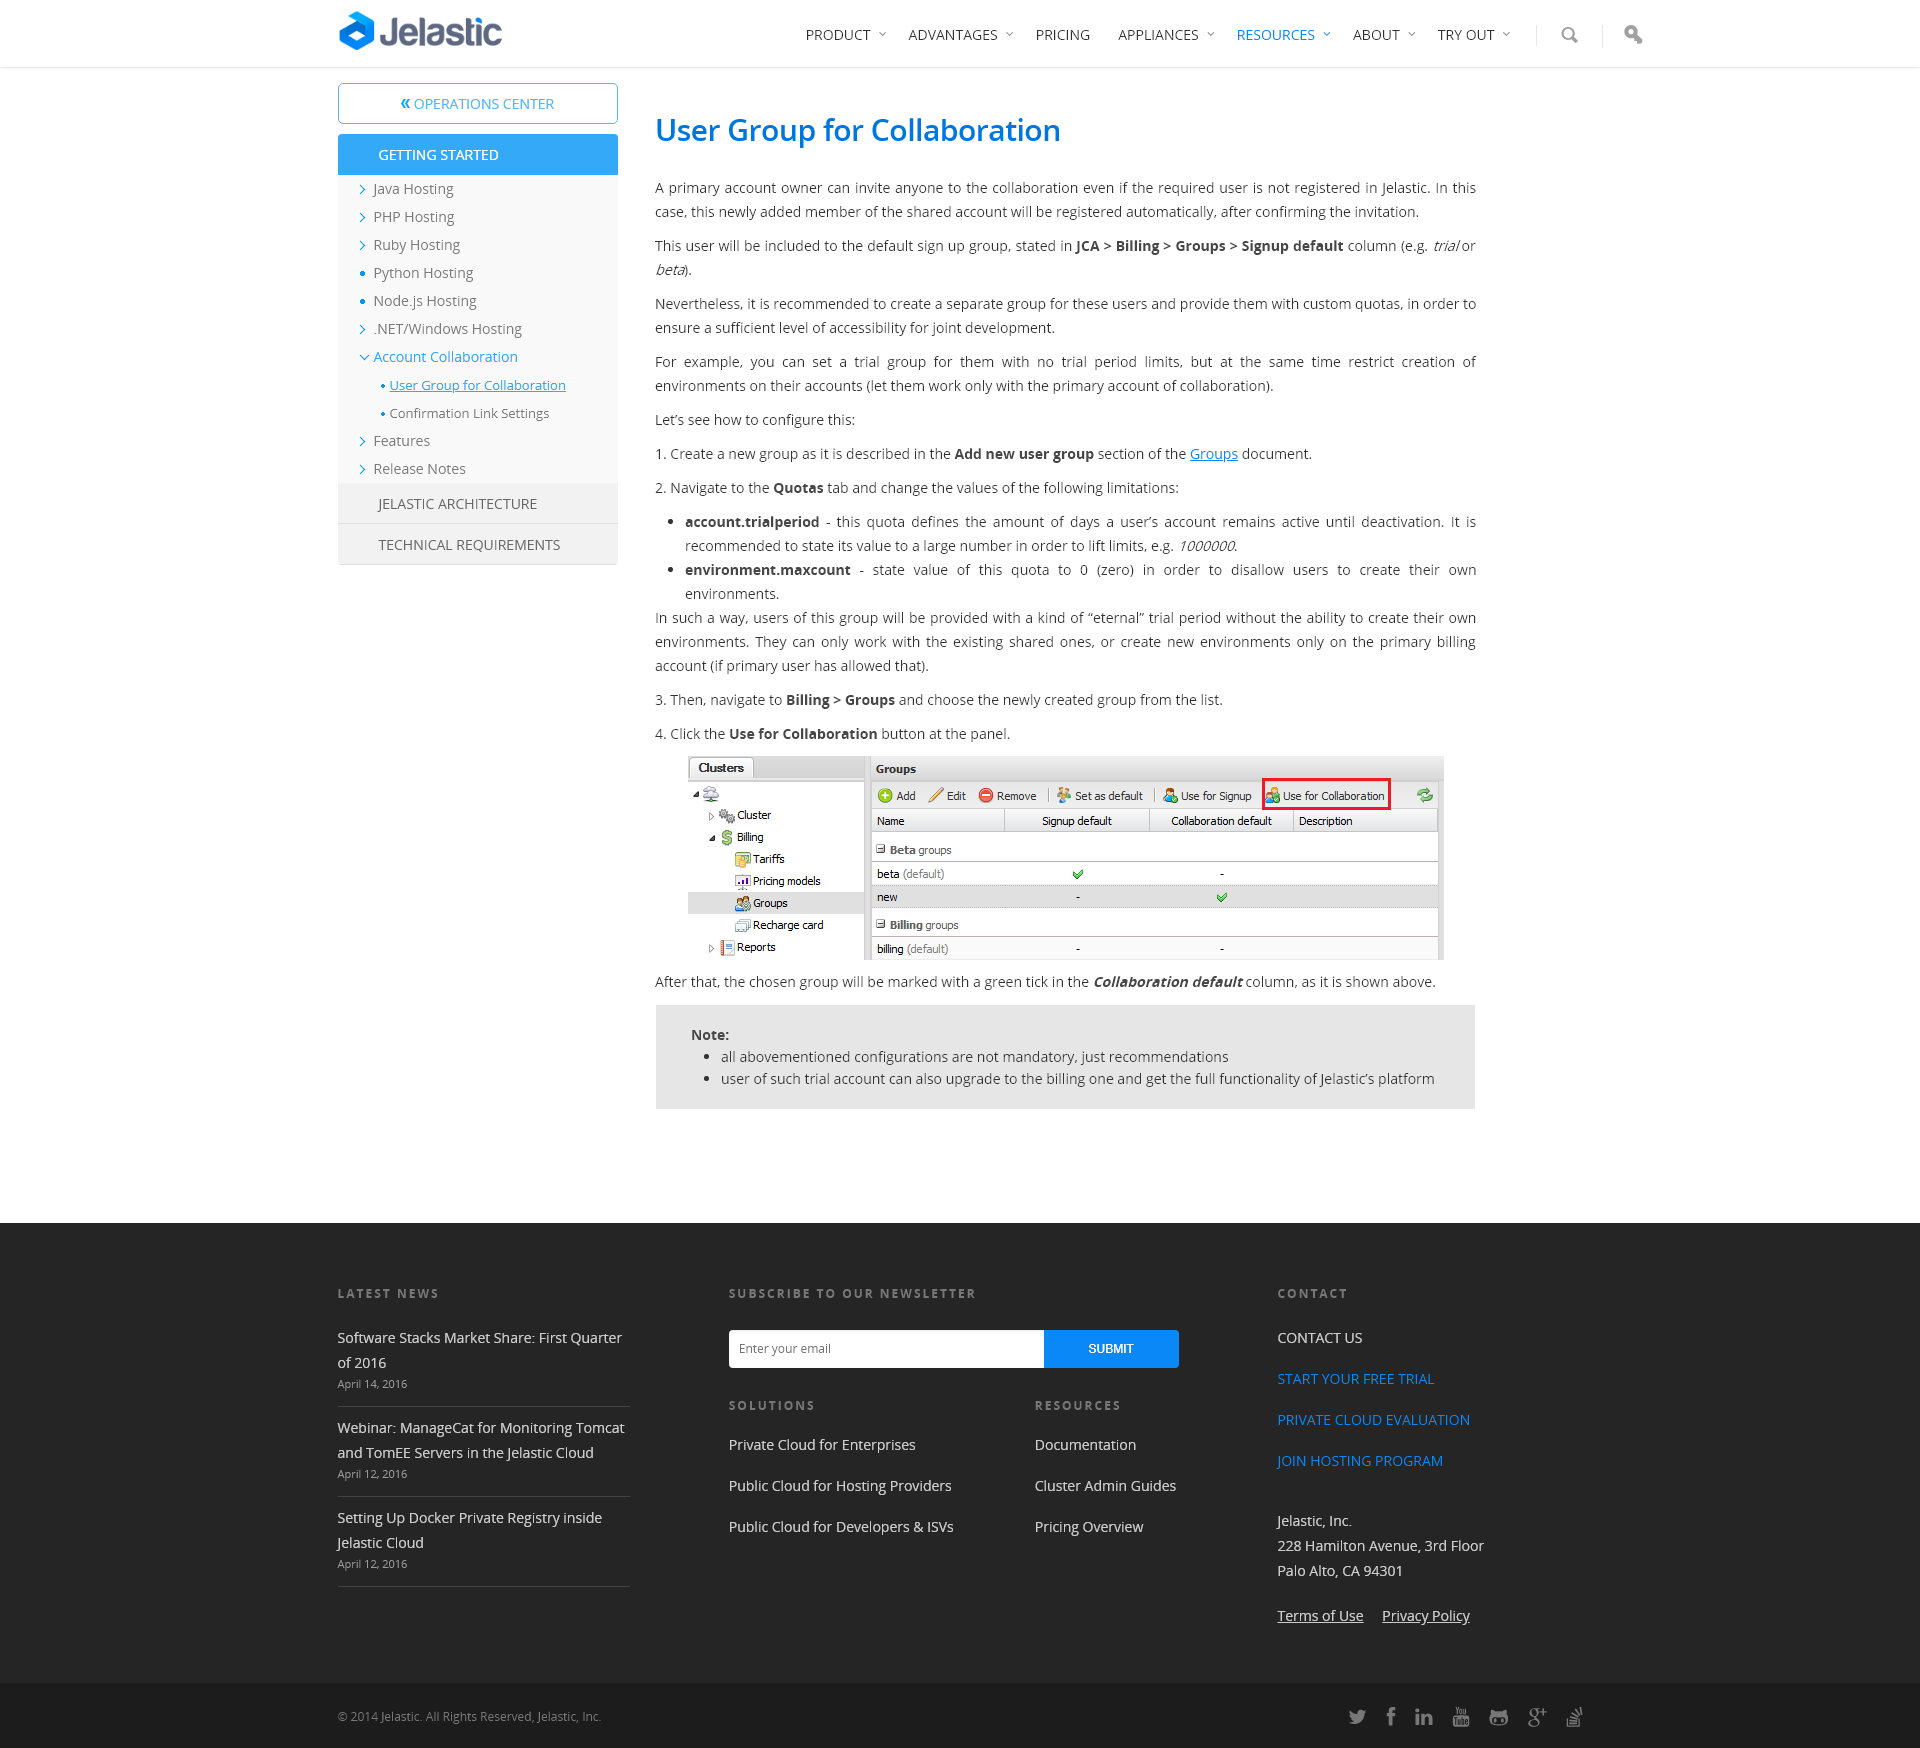 Jelastic
PRODUCT ADVANTAGES PRICING APPLIANCES RESOURCES ABOUT TRY OUT
« OPERATIONS CENTER
GETTING STARTED
Java Hosting
PHP Hosting
Ruby Hosting
Python Hosting
Node.js Hosting
.NET/Windows Hosting
Account Collaboration
User Group for Collaboration
Confirmation Link Settings
Features
Release Notes
JELASTIC ARCHITECTURE
TECHNICAL REQUIREMENTS
User Group for Collaboration
A primary account owner can invite anyone to the collaboration even if the required user is not registered in Jelastic. In this
case, this newly added member of the shared account will be registered automatically, after confirming the invitation.
This user will be included to the default sign up group, stated in JCA > Billing > Groups > Signup default column (e.g. trial or
beta).
Nevertheless, it is recommended to create a separate group for these users and provide them with custom quotas, in order to
ensure a sufficient level of accessibility for joint development.
For example, you can set a trial group for them with no trial period limits, but at the same time restrict creation of
environments on their accounts (let them work only with the primary account of collaboration).
Let’s see how to configure this:
1. Create a new group as it is described in the Add new user group section of the Groups document.
2. Navigate to the Quotas tab and change the values of the following limitations:
• account.trialperiod - this quota defines the amount of days a user’s account remains active until deactivation. It is
recommended to state its value to a large number in order to lift limits, e.g. 1000000.
• environment.maxcount - state value of this quota to 0 (zero) in order to disallow users to create their own
environments.
In such a way, users of this group will be provided with a kind of “eternal” trial period without the ability to create their own
environments. They can only work with the existing shared ones, or create new environments only on the primary billing
account (if primary user has allowed that).
3. Then, navigate to Billing > Groups and choose the newly created group from the list.
4. Click the Use for Collaboration button at the panel.
Clusters
Cluster
Billing
Tariffs
Pricing models
Groups
Recharge card
Reports
Groups
Add Edit Remove Set as default Use for Signup Use for Collaboration
Name Signup default Collaboration default Description
Beta groups
beta (default) -
new -
Billing groups
billing (default) - -
After that, the chosen group will be marked with a green tick in the Collaboration default column, as it is shown above.
Note:
• all abovementioned configurations are not mandatory, just recommendations
• user of such trial account can also upgrade to the billing one and get the full functionality of Jelastic’s platform
LATEST NEWS
Software Stacks Market Share: First Quarter
of 2016
April 14, 2016
Webinar: ManageCat for Monitoring Tomcat
and TomEE Servers in the Jelastic Cloud
April 12, 2016
Setting Up Docker Private Registry inside
Jelastic Cloud
April 12, 2016
SUBSCRIBE TO OUR NEWSLETTER
Enter your email SUBMIT
SOLUTIONS
Private Cloud for Enterprises
Public Cloud for Hosting Providers
Public Cloud for Developers & ISVs
RESOURCES
Documentation
Cluster Admin Guides
Pricing Overview
CONTACT
CONTACT US
START YOUR FREE TRIAL
PRIVATE CLOUD EVALUATION
JOIN HOSTING PROGRAM
Jelastic, Inc.
228 Hamilton Avenue, 3rd Floor
Palo Alto, CA 94301
Terms of Use Privacy Policy
© 2014 Jelastic. All Rights Reserved, Jelastic, Inc.